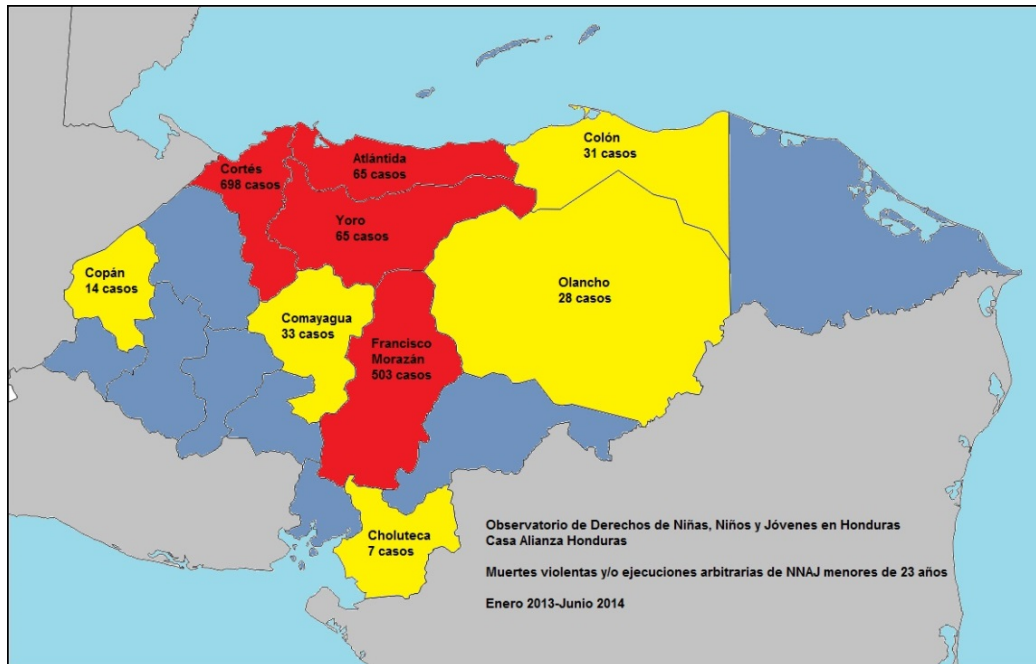 Colón
31 casos
Atlántida
65 casos
Cortés
698 casos
Yoro
65 casos
Copán
14 casos
Olancho
28 casos
Comayagua
33 casos
Francisco
Morazán
503 casos
Choluteca
7 casos
Observatorio de Derechos de Niñas, Niños y Jóvenes en Honduras
Casa Alianza Honduras
Muertes violentas y/o ejecuciones arbitrarias de NNAJ menores de 23 años
Enero 2013-Junio 2014